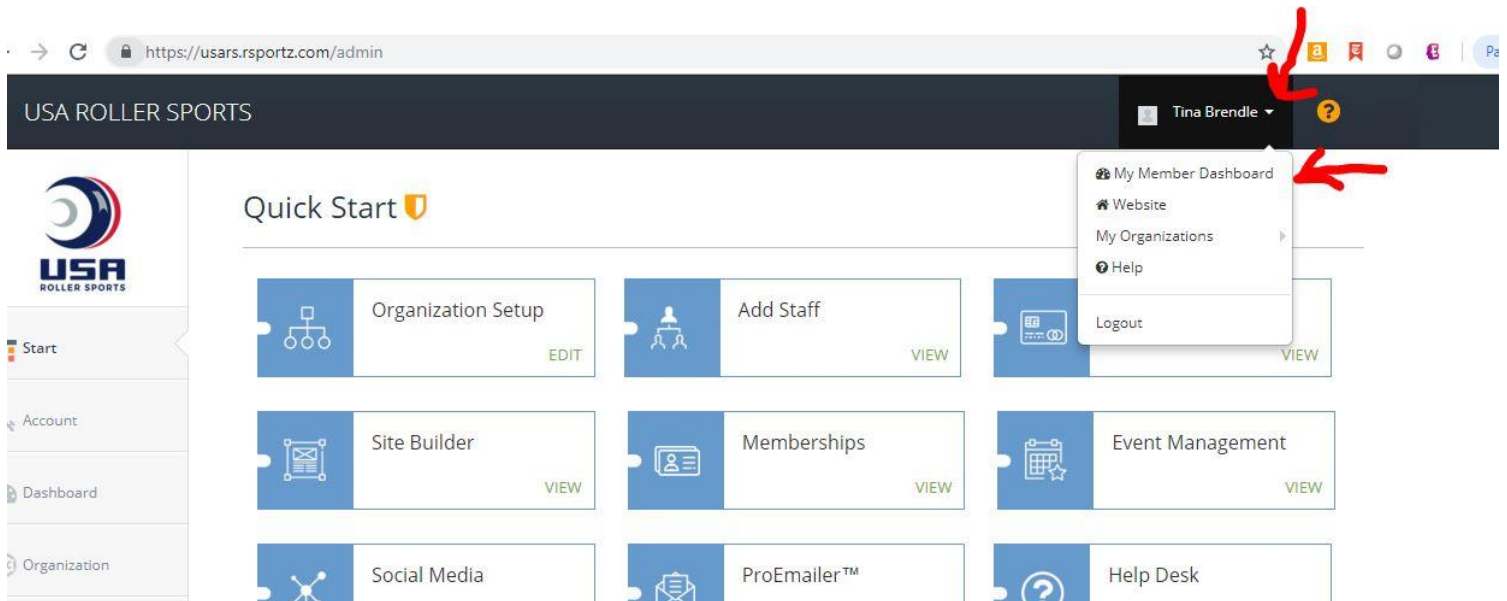 https://usars.rsportz.com/admin
Pa
USA ROLLER SPORTS
Tina Brendle
?
My Member Dashboard
Website
My Organizations
Help
Logout
USA
ROLLER SPORTS
Quick Start
Start
Account
Dashboard
Organization
Organization Setup
EDIT
Add Staff
VIEW
VIEW
Site Builder
VIEW
Memberships
VIEW
Event Management
VIEW
Social Media
ProEmailer™
Help Desk